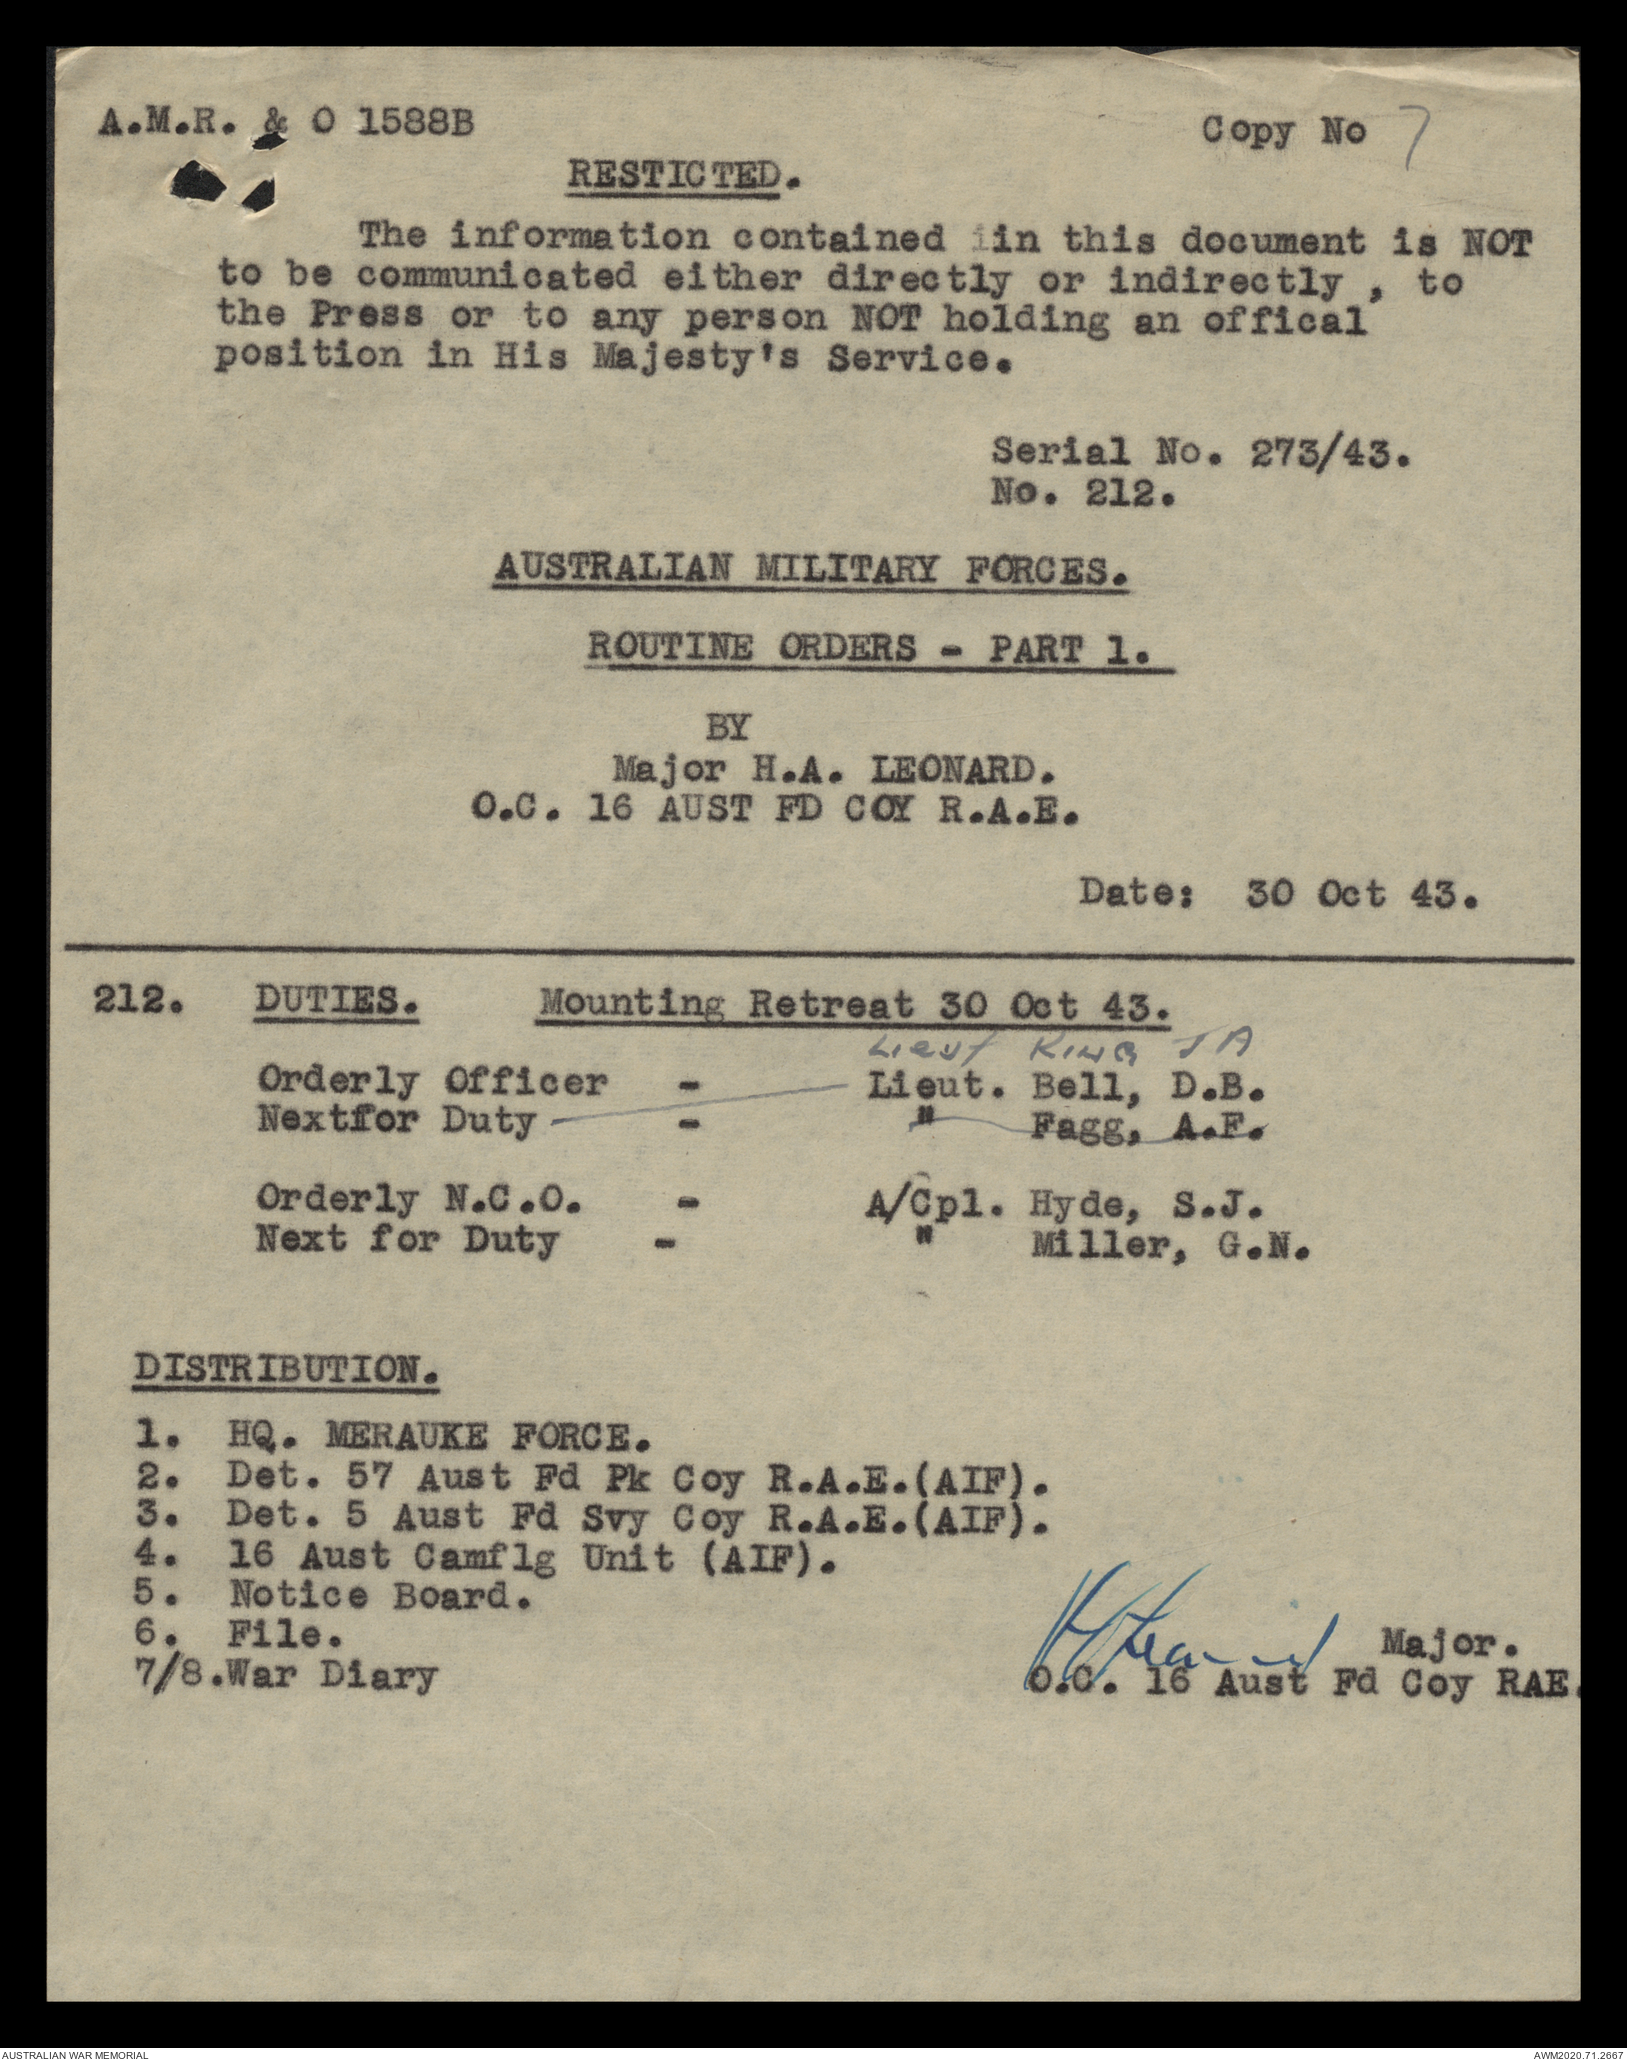 A.M.R. & O 1588B
Copy No 7
RESTICTED.
The information contained iin this document is NOT
to be communicated either directly or indirectly , to
the Press or to any person NOT holding an offical
position in His Majesty's Service.
Serial No. 273/43.
No. 212.
AUSTRALIAN MILITARY FORCES.
ROUTINE ORDERS - PART 1.
BY
Major H.A. LEONARD.
O.C. 16 AUST FD COY R.A.E.
Date: 30 Oct 43.
212. DUTIES. Mounting Retreat 30 Oct 43.
Lieut King J A
Orderly Officer - Lieut. Bell, D.B.
Nextfor Duty - " Fagg, A.F.
Orderly N.C.O. - A/Cpl. Hyde, S.J.
Next for Duty - " Miller, G.N.
DISTRIBUTION.
1. HQ. MERAUKE FORCE.
2. Det. 57 Aust Fd Pk Coy R.A.E.(AIF).
3. Det. 5 Aust Fd Svy Coy R.A.E.(AIF).
4. 16 Aust Camflg Unit (AIF).
5. Notice Board.
6. File.
7/8.War Diary
HALeonard Major.
O.C. 16 Aust Fd Coy RAE.
AUSTRALIAN WAR MEMORIAL
AWM2020.71.2667